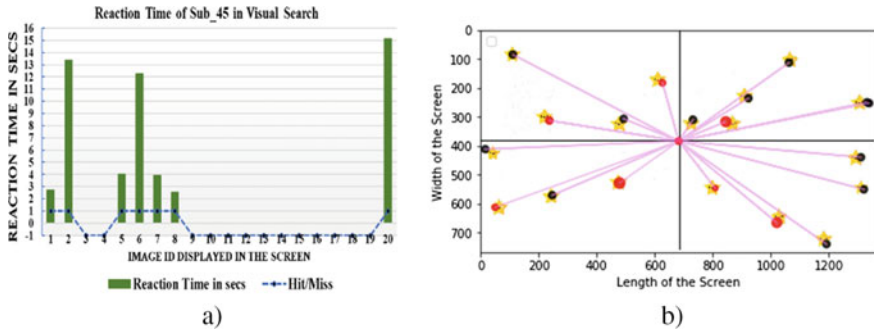 Reaction Time of Sub_45 in Visual Search
REACTION TIME IN SECS
16
15
14
13
12
11
10
9
8
7
6
5
4
3
2
1
0
-1
1 2 3 4 5 6 7 8 9 10 11 12 13 14 15 16 17 18 19 20
IMAGE ID DISPLAYED IN THE SCREEN
Reaction Time in secs Hit/Miss
a)
Width of the Screen
0
100
200
300
400
500
600
700
0 200 400 600 800 1000 1200
Length of the Screen
b)